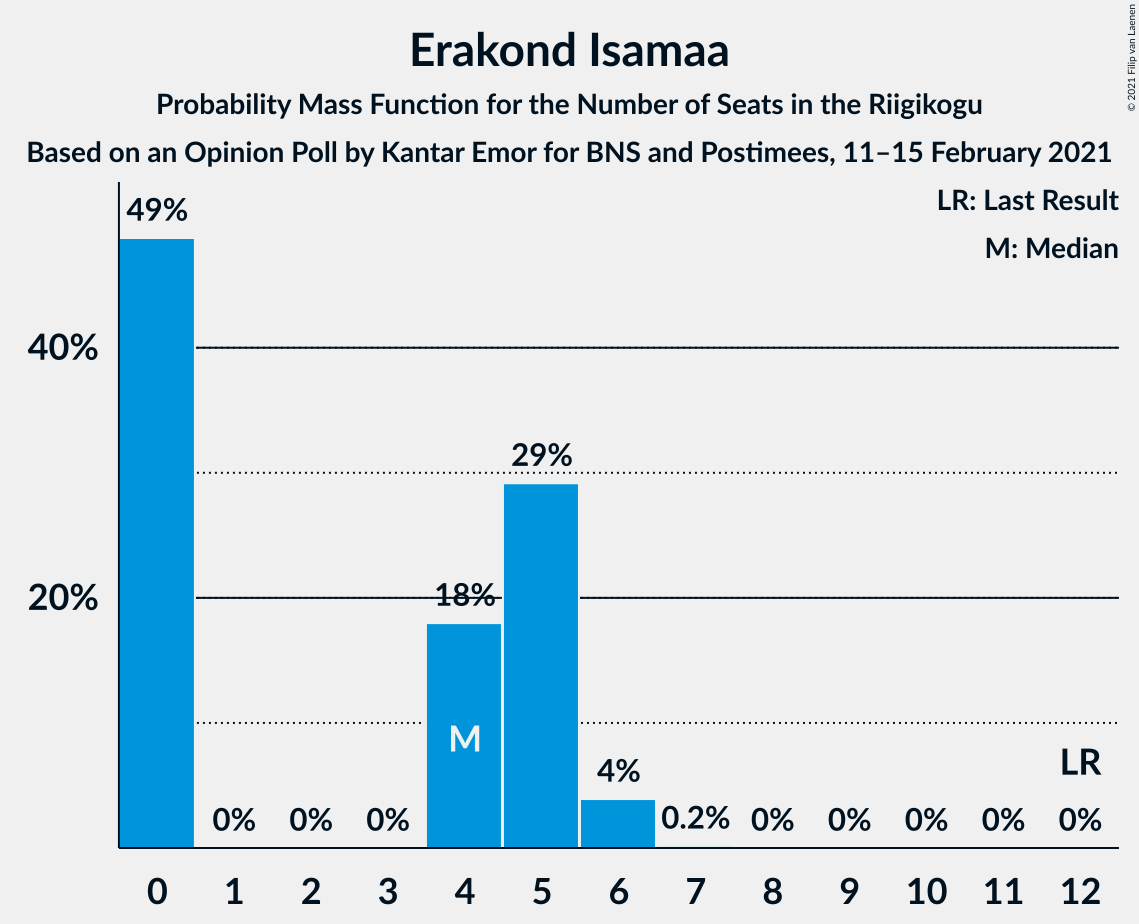 Erakond Isamaa
Probability Mass Function for the Number of Seats in the Riigikogu
Based on an Opinion Poll by Kantar Emor for BNS and Postimees, 11–15 February 2021
© 2021 Filip van Laenen
LR: Last Result
M: Median
49%
40%
29%
20%
18%
M
4%
LR
0% 0% 0% 0.2% 0% 0% 0% 0% 0%
0 1 2 3 4 5 6 7 8 9 10 11 12